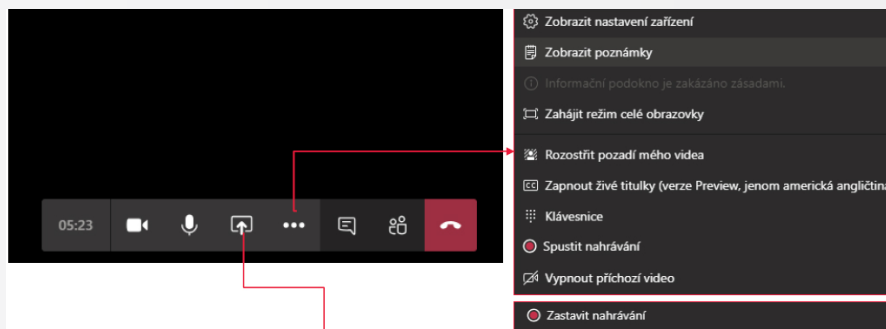 05:23
Zobrazit nastavení zařízení
Zobrazit poznámky
Informační podokno je zakázáno zásadami.
Zahájit režim celé obrazovky
Rozostřit pozadí mého videa
CC Zapnout živé titulky (verze Preview, jenom americká angličtina
Klávesnice
Spustit nahrávání
Vypnout příchozí video
Zastavit nahrávání